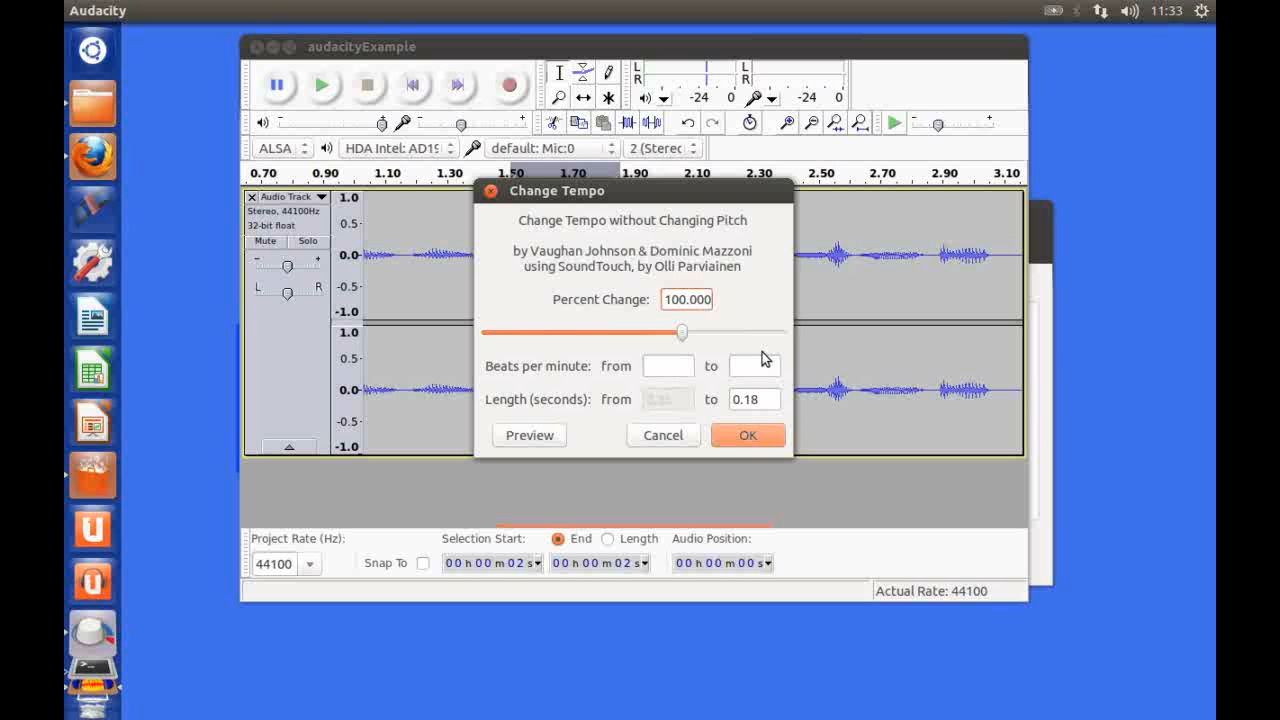 Audacity
11:33
audacityExample
L
R
-24 0
L
R
-24 0
ALSA HDA Intel: AD19 default: Mic:0 2 (Stereo
0.70 0.90 1.10 1.30 1.50 1.70 1.90 2.10 2.30 2.50 2.70 2.90 3.10
Audio Track
Stereo, 44100Hz
32-bit float
Mute Solo
- +
L R
1.0
0.5
0.0
-0.5
-1.0
1.0
0.5
0.0
-0.5
-1.0
Change Tempo
Change Tempo without Changing Pitch
by Vaughan Johnson & Dominic Mazzoni
using SoundTouch, by Olli Parviainen
Percent Change: 100.000
Beats per minute: from to
Length (seconds): from to 0.18
Preview Cancel OK
Project Rate (Hz): Selection Start: End Length Audio Position:
44100 Snap To 00 h 00 m 02 s 00 h 00 m 02 s 00 h 00 m 00 s
Actual Rate: 44100